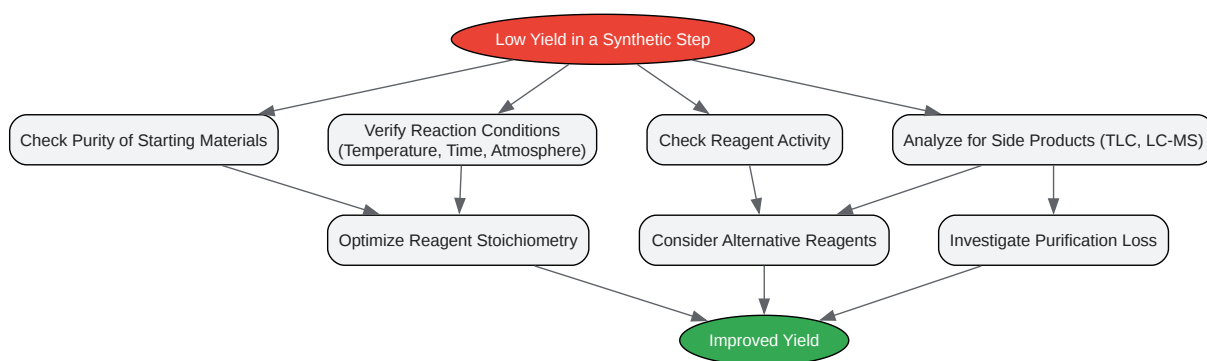 Low Yield in a Synthetic Step
Check Purity of Starting Materials
Verify Reaction Conditions
(Temperature, Time, Atmosphere)
Check Reagent Activity
Analyze for Side Products (TLC, LC-MS)
Optimize Reagent Stoichiometry
Consider Alternative Reagents
Investigate Purification Loss
Improved Yield